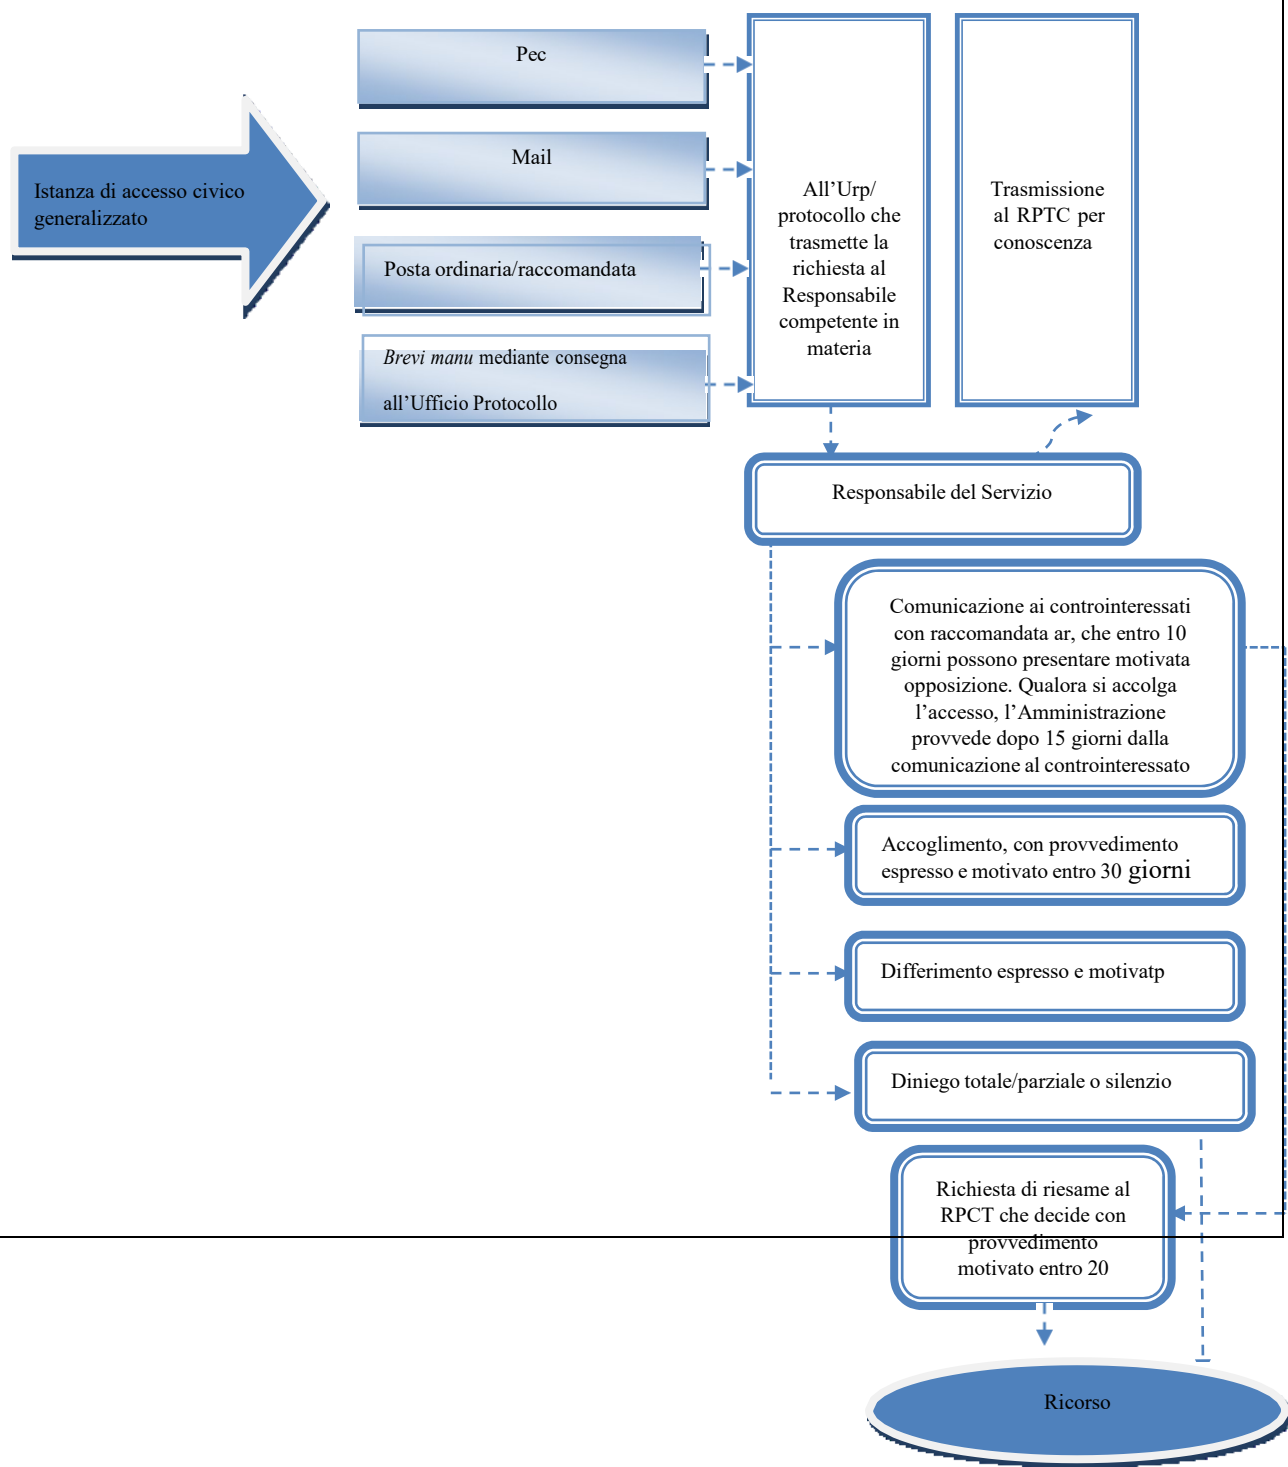 Istanza di accesso civico
generalizzato
Pec
Mail
Posta ordinaria/raccomandata
Brevi manu mediante consegna
all’Ufficio Protocollo
All’Urp/
protocollo che
trasmette la
richiesta al
Responsabile
competente in
materia
Trasmissione
al RPTC per
conoscenza
Responsabile del Servizio
Comunicazione ai controinteressati
con raccomandata ar, che entro 10
giorni possono presentare motivata
opposizione. Qualora si accolga
l’accesso, l’Amministrazione
provvede dopo 15 giorni dalla
comunicazione al controinteressato
Accoglimento, con provvedimento
espresso e motivato entro 30 giorni
Differimento espresso e motivatp
Diniego totale/parziale o silenzio
Richiesta di riesame al
RPCT che decide con
provvedimento
motivato entro 20
Ricorso